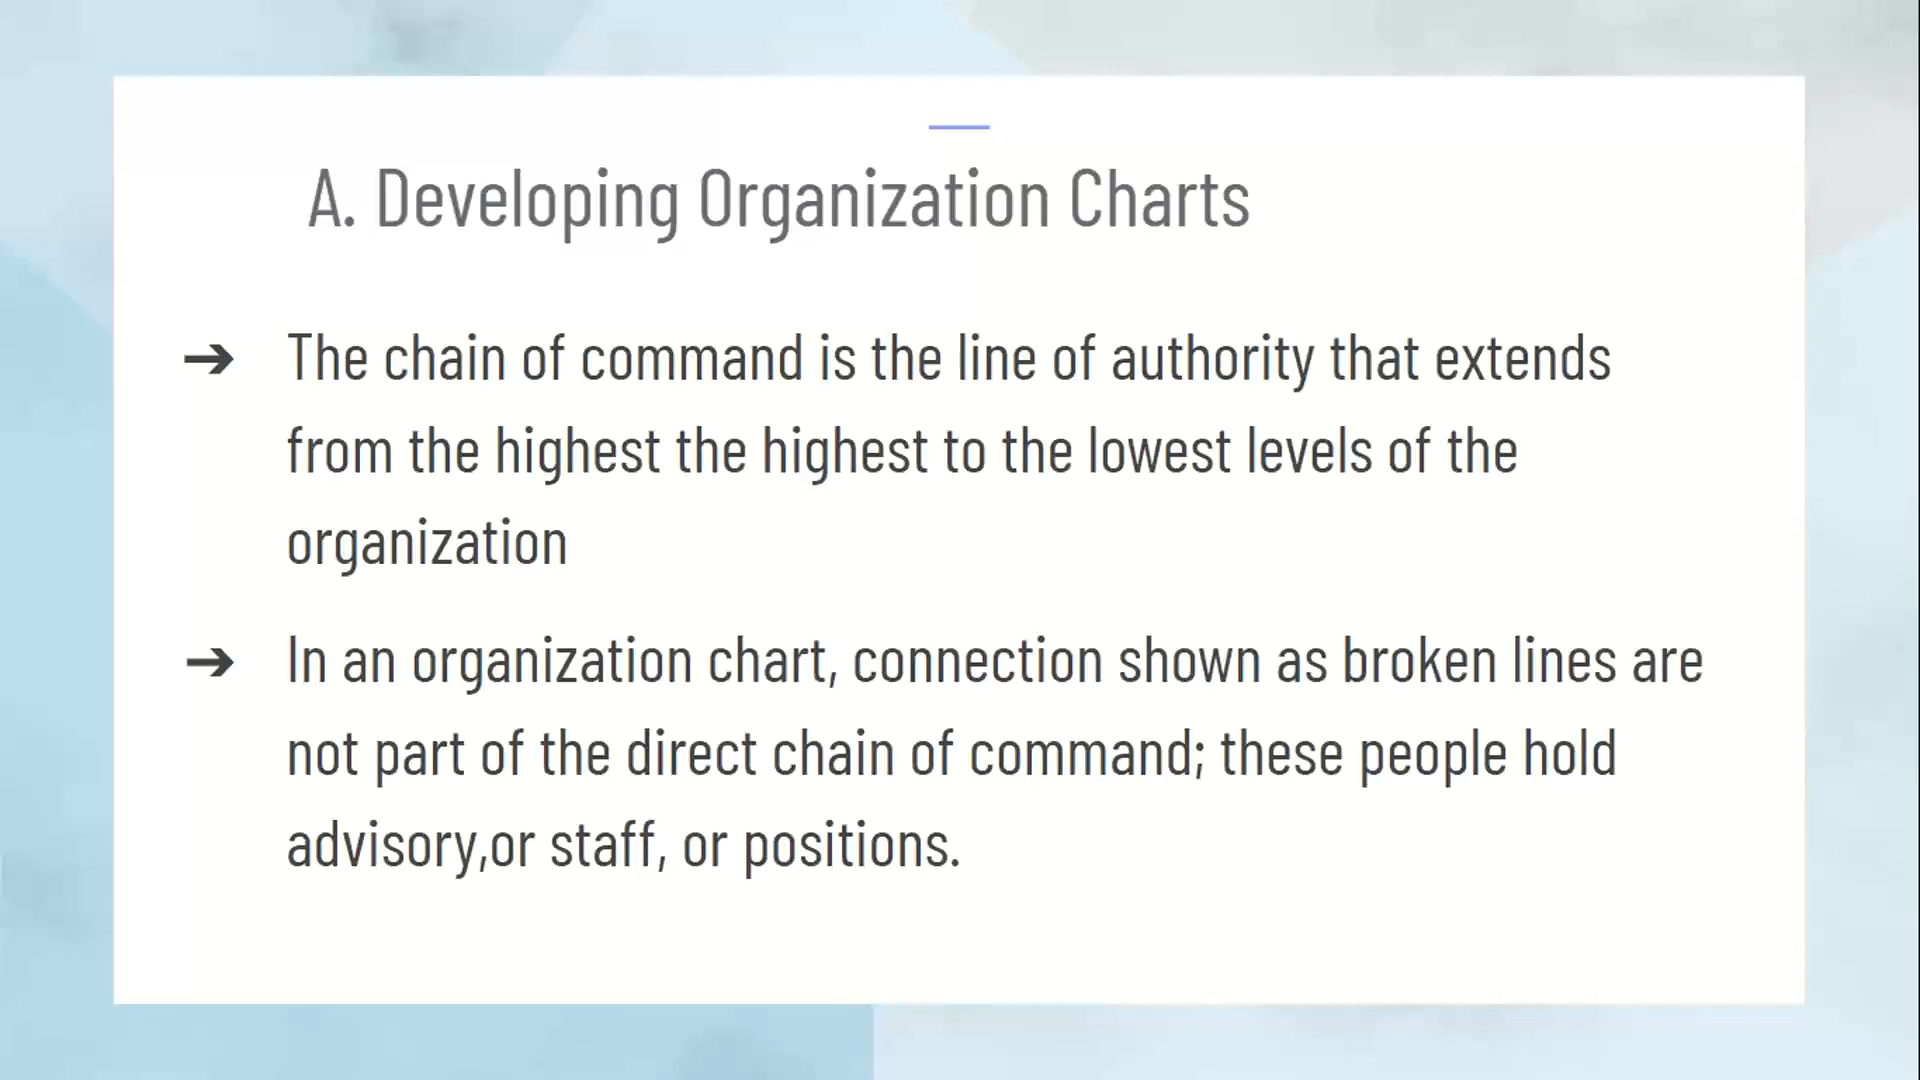 A. Developing Organization Charts
➔ The chain of command is the line of authority that extends
from the highest the highest to the lowest levels of the
organization
➔ In an organization chart, connection shown as broken lines are
not part of the direct chain of command; these people hold
advisory,or staff, or positions.